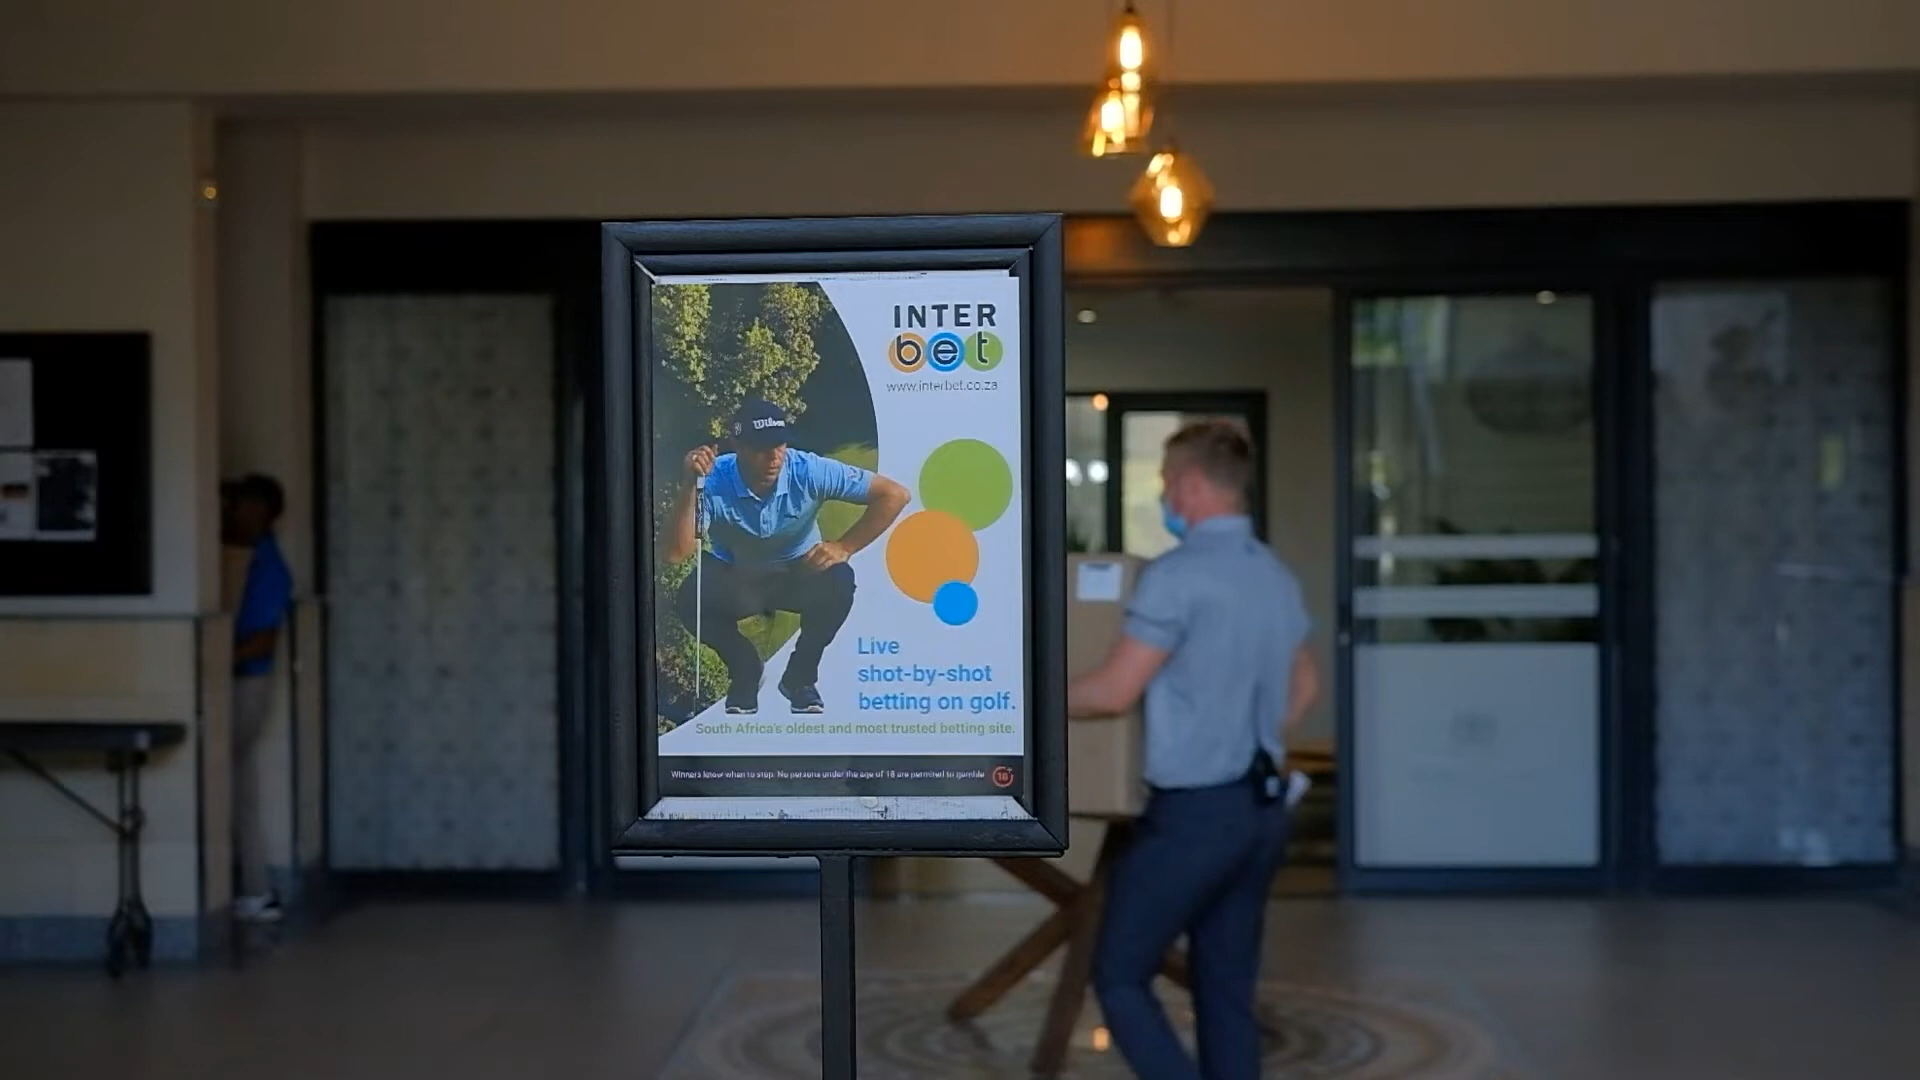 INTER
bet
www.interbet.co.za
Wilson
Live
shot-by-shot
betting on golf.
South Africa's oldest and most trusted betting site.
Winners know when to stop. No persons under the age of 18 are permitted to gamble
18+